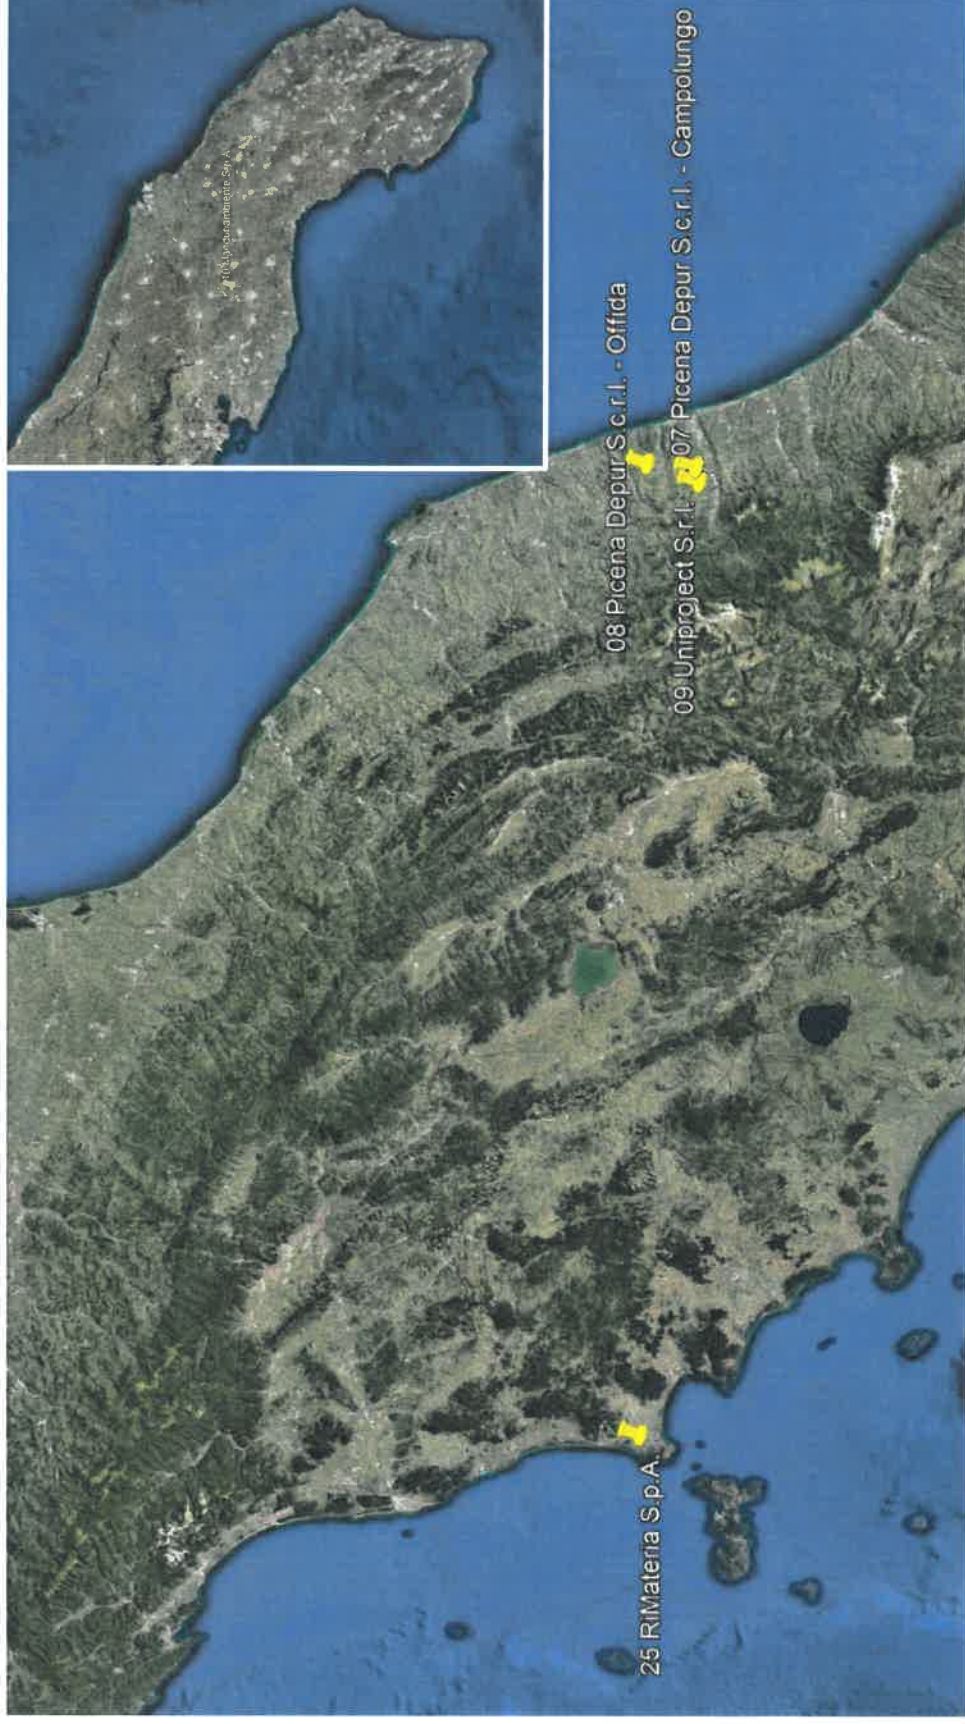 08 Picena Depur S.c.r.l. - Offida
09 Uniproject S.r.l.
07 Picena Depur S.c.r.l. - Campolungo
25 RiMateria S.p.A.